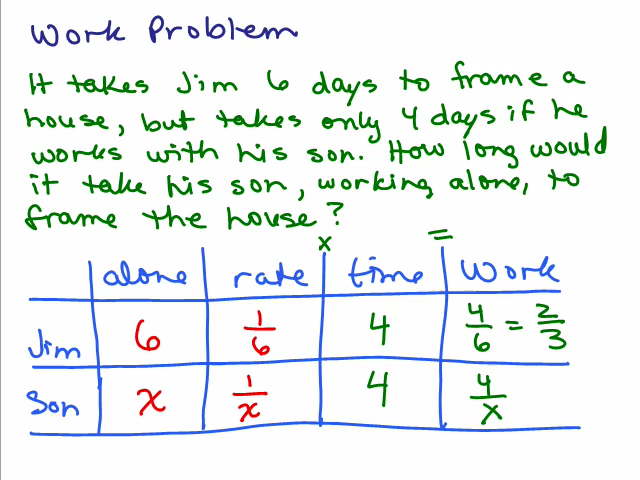 Work Problem
It takes Jim 6 days to frame a
house, but takes only 4 days if he
works with his son. How long would
it take his son, working alone, to
frame the house?
x =
alone rate time Work
Jim 6 1/6 4 4/6 = 2/3
Son x 1/x 4 4/x